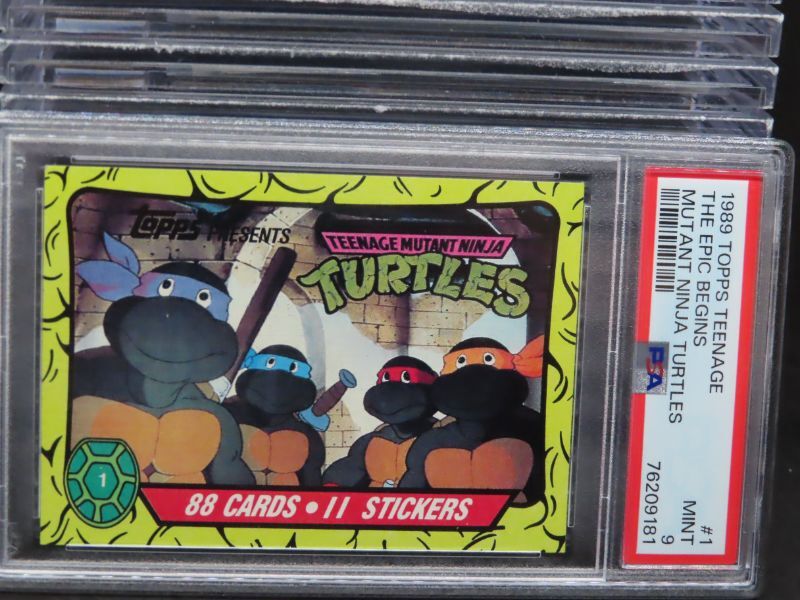 topps PRESENTS
TEENAGE MUTANT NINJA
TURTLES
1
88 CARDS • 11 STICKERS
1989 TOPPS TEENAGE
THE EPIC BEGINS
MUTANT NINJA TURTLES
PSA
#1
MINT
9
76209181